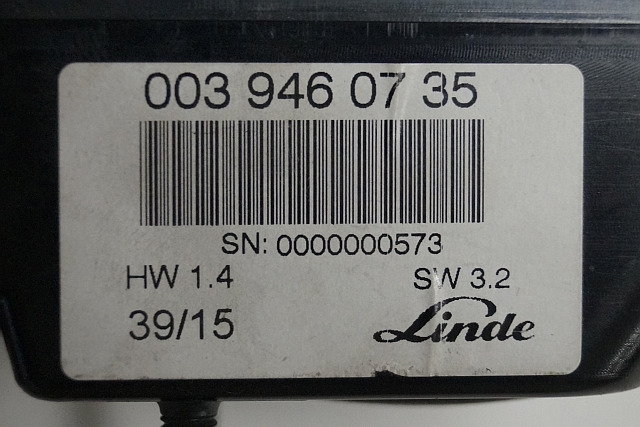 003 946 07 35
SN: 0000000573
HW 1.4 SW 3.2
39/15 Linde